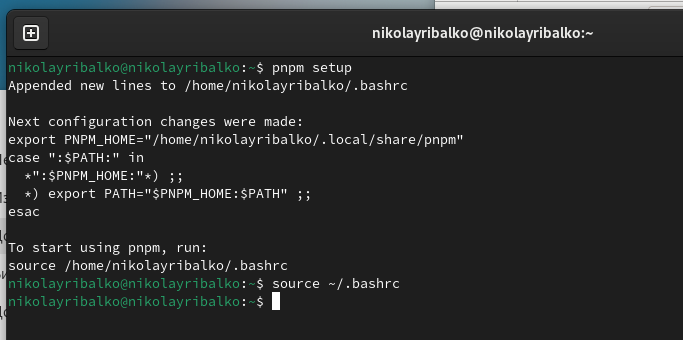 nikolayribalko@nikolayribalko:~
nikolayribalko@nikolayribalko:~$ pnpm setup
Appended new lines to /home/nikolayribalko/.bashrc

Next configuration changes were made:
export PNPM_HOME="/home/nikolayribalko/.local/share/pnpm"
case ":$PATH:" in
  *":$PNPM_HOME:"*) ;;
  *) export PATH="$PNPM_HOME:$PATH" ;;
esac

To start using pnpm, run:
source /home/nikolayribalko/.bashrc
nikolayribalko@nikolayribalko:~$ source ~/.bashrc
nikolayribalko@nikolayribalko:~$